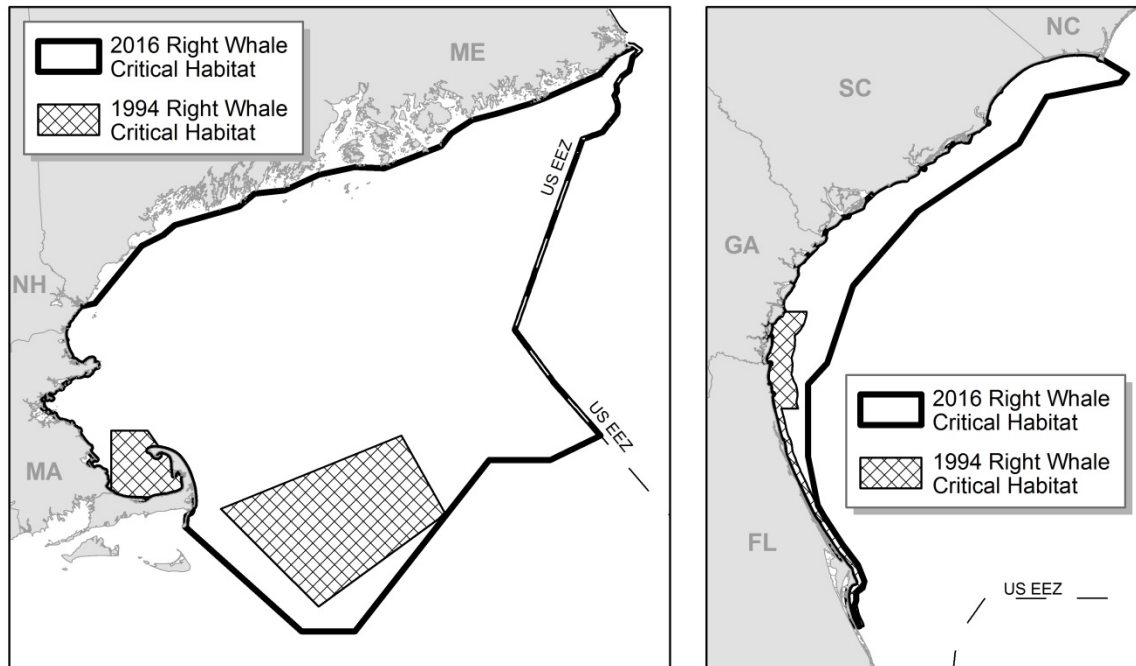 2016 Right Whale
Critical Habitat
1994 Right Whale
Critical Habitat
ME
US EEZ
NH
US EEZ
MA
NC
SC
GA
2016 Right Whale
Critical Habitat
1994 Right Whale
Critical Habitat
FL
US EEZ